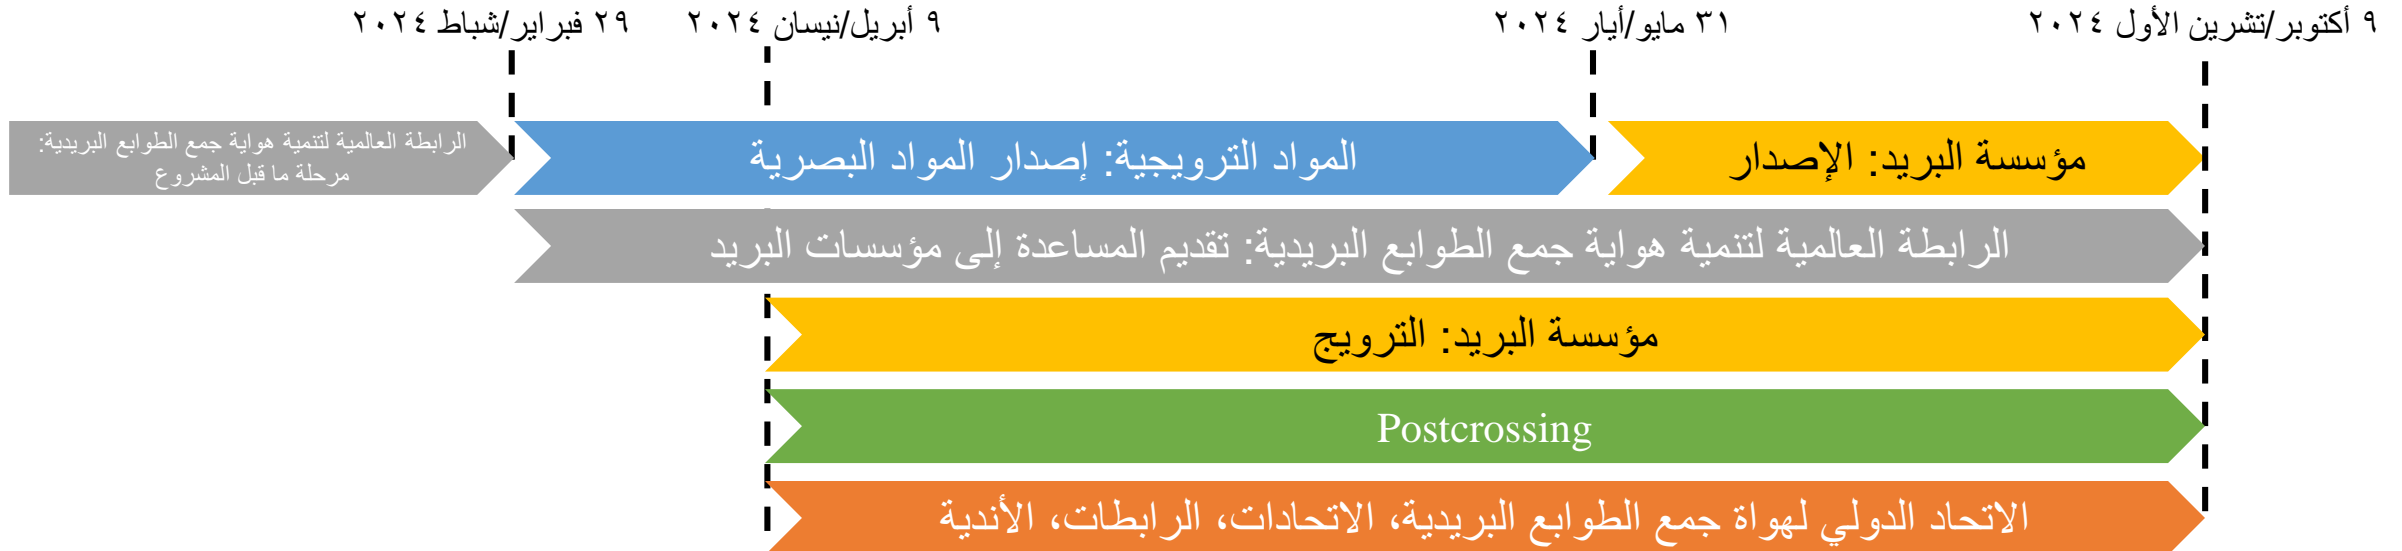 ٢٩ فبراير/شباط ٢٠٢٤
٩ أبريل/نيسان ٢٠٢٤
٣١ مايو/أيار ٢٠٢٤
٩ أكتوبر/تشرين الأول ٢٠٢٤
الرابطة العالمية لتنمية هواية جمع الطوابع البريدية:
مرحلة ما قبل المشروع
المواد الترويجية: إصدار المواد البصرية
مؤسسة البريد: الإصدار
الرابطة العالمية لتنمية هواية جمع الطوابع البريدية: تقديم المساعدة إلى مؤسسات البريد
مؤسسة البريد: الترويج
Postcrossing
الاتحاد الدولي لهواة جمع الطوابع البريدية، الاتحادات، الرابطات، الأندية